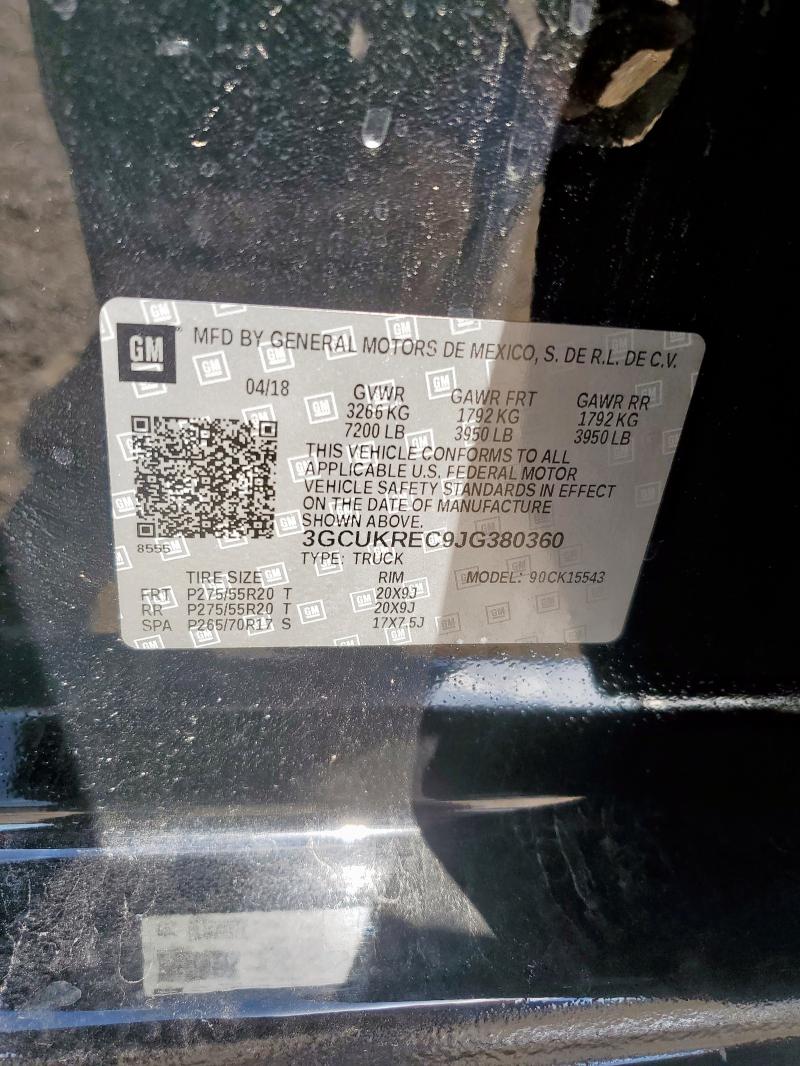 GM
MFD BY GENERAL MOTORS DE MEXICO, S. DE R.L. DE C.V.
04/18 GVWR GAWR FRT GAWR RR
3266 KG 1792 KG 1792 KG
7200 LB 3950 LB 3950 LB
THIS VEHICLE CONFORMS TO ALL
APPLICABLE U.S. FEDERAL MOTOR
VEHICLE SAFETY STANDARDS IN EFFECT
ON THE DATE OF MANUFACTURE
SHOWN ABOVE.
8555
3GCUKREC9JG380360
TYPE: TRUCK
TIRE SIZE RIM MODEL: 90CK15543
FRT P275/55R20 T 20X9J
RR P275/55R20 T 20X9J
SPA P265/70R17 S 17X7.5J